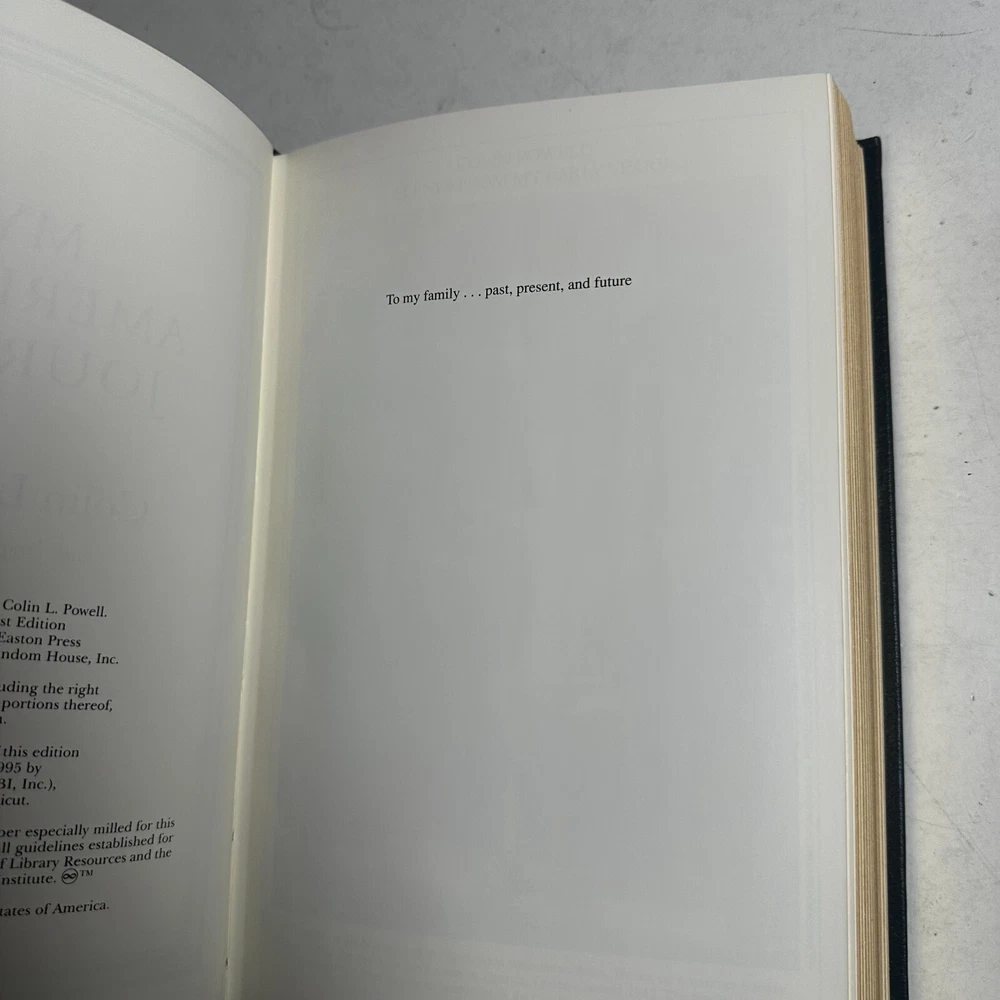 Colin L. Powell.
st Edition
Easton Press
ndom House, Inc.
uding the right
portions thereof,
this edition
995 by
BI, Inc.),
icut.
per especially milled for this
ll guidelines established for
f Library Resources and the
nstitute. ♾™
tates of America.
To my family . . . past, present, and future